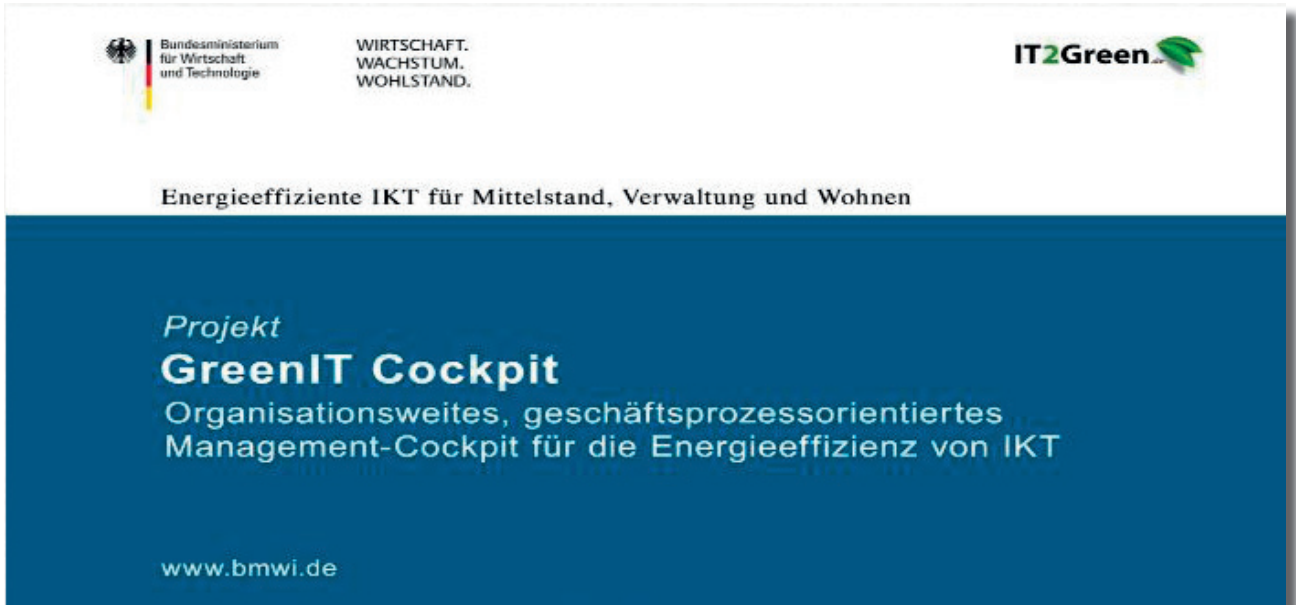 Bundesministerium
für Wirtschaft
und Technologie
WIRTSCHAFT.
WACHSTUM.
WOHLSTAND.
IT2Green.de
Energieeffiziente IKT für Mittelstand, Verwaltung und Wohnen
Projekt
GreenIT Cockpit
Organisationsweites, geschäftsprozessorientiertes
Management-Cockpit für die Energieeffizienz von IKT
www.bmwi.de